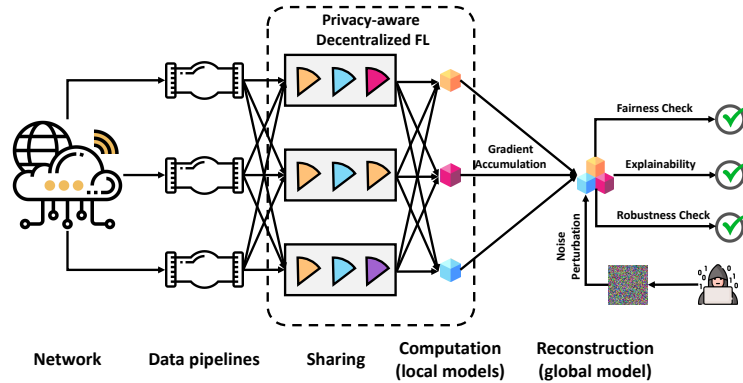 Privacy-aware
Decentralized FL
Gradient
Accumulation
Fairness Check
Explainability
Robustness Check
Noise
Perturbation
Network
Data pipelines
Sharing
Computation
(local models)
Reconstruction
(global model)